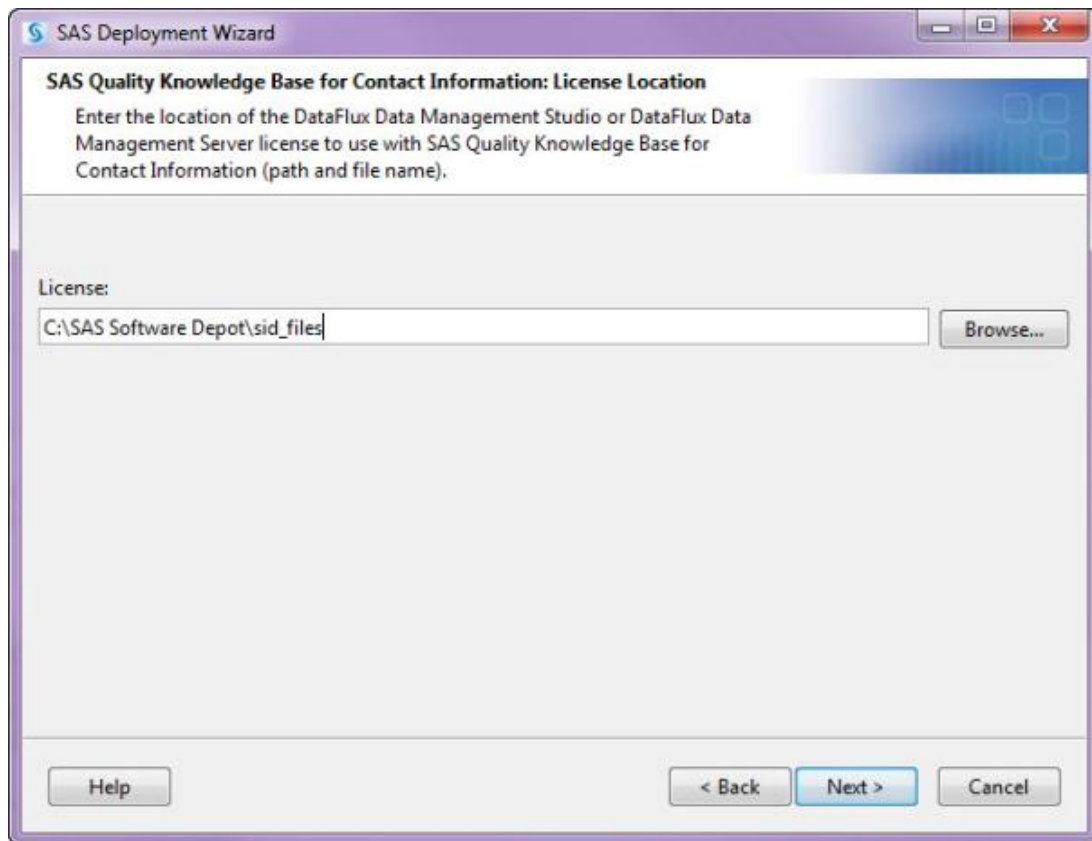 SAS Deployment Wizard
SAS Quality Knowledge Base for Contact Information: License Location
Enter the location of the DataFlux Data Management Studio or DataFlux Data
Management Server license to use with SAS Quality Knowledge Base for
Contact Information (path and file name).
License:
C:\SAS Software Depot\sid_files
Browse...
Help
< Back
Next >
Cancel